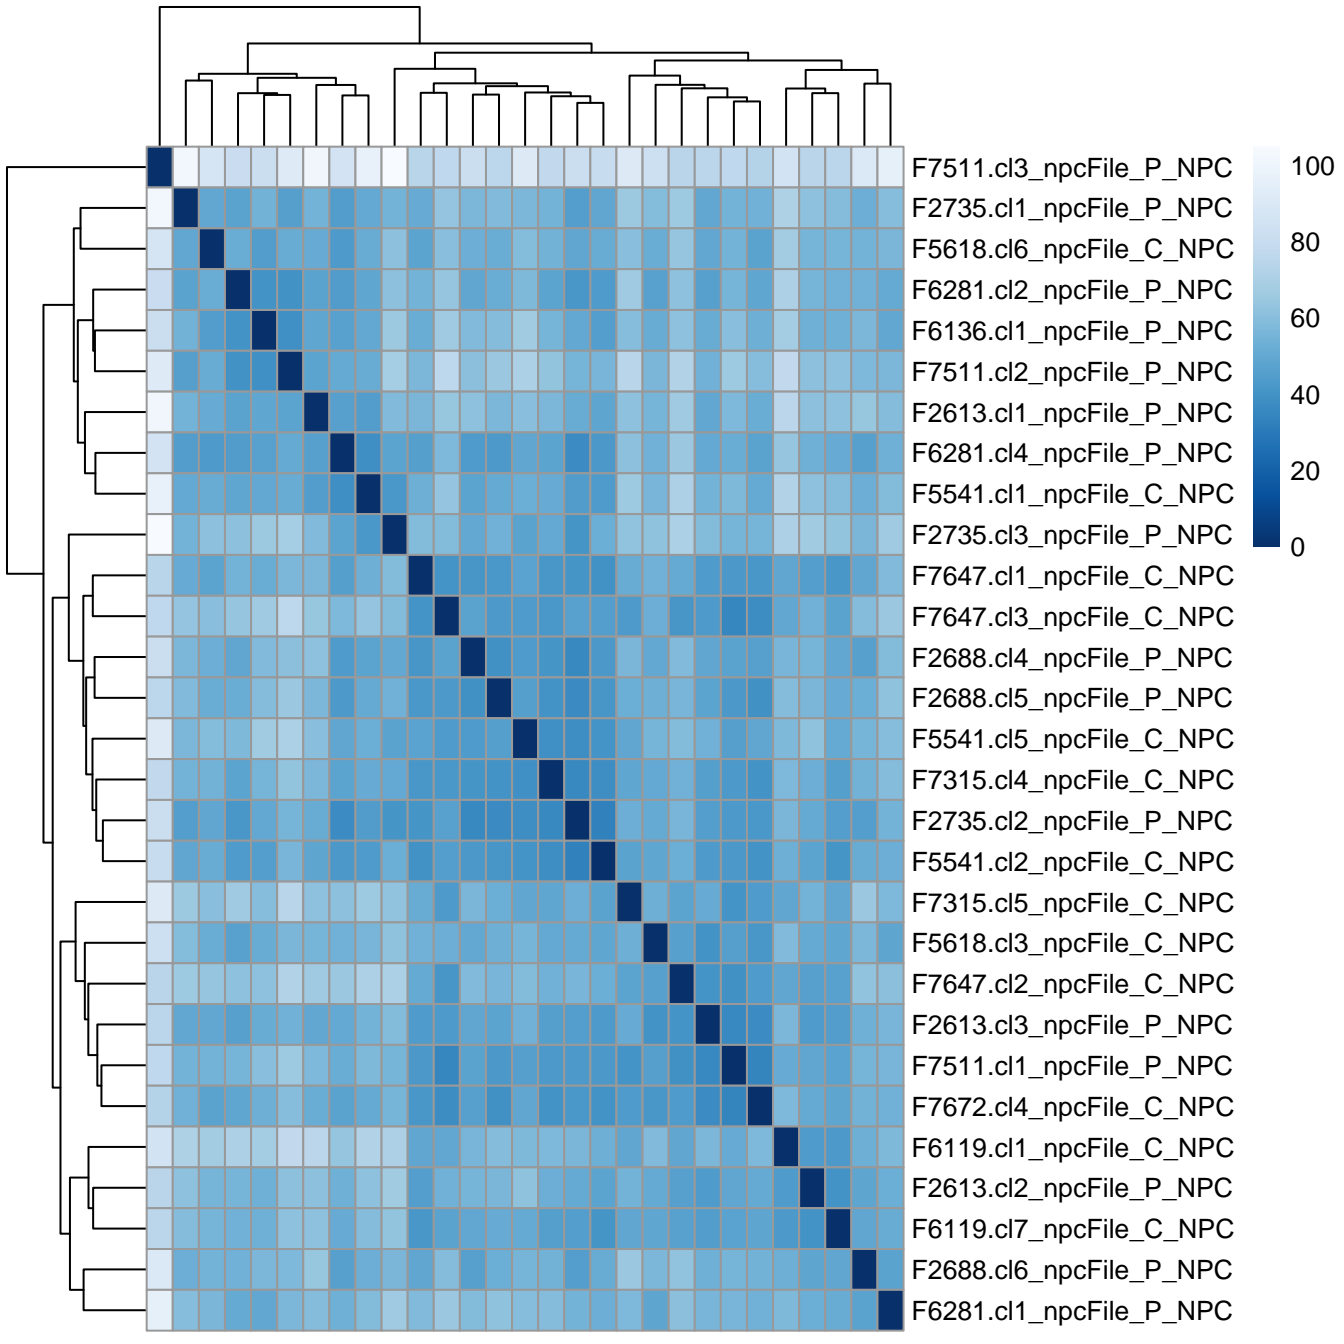 F7511.cl3_npcFile_P_NPC
F2735.cl1_npcFile_P_NPC
F5618.cl6_npcFile_C_NPC
F6281.cl2_npcFile_P_NPC
F6136.cl1_npcFile_P_NPC
F7511.cl2_npcFile_P_NPC
F2613.cl1_npcFile_P_NPC
F6281.cl4_npcFile_P_NPC
F5541.cl1_npcFile_C_NPC
F2735.cl3_npcFile_P_NPC
F7647.cl1_npcFile_C_NPC
F7647.cl3_npcFile_C_NPC
F2688.cl4_npcFile_P_NPC
F2688.cl5_npcFile_P_NPC
F5541.cl5_npcFile_C_NPC
F7315.cl4_npcFile_C_NPC
F2735.cl2_npcFile_P_NPC
F5541.cl2_npcFile_C_NPC
F7315.cl5_npcFile_C_NPC
F5618.cl3_npcFile_C_NPC
F7647.cl2_npcFile_C_NPC
F2613.cl3_npcFile_P_NPC
F7511.cl1_npcFile_P_NPC
F7672.cl4_npcFile_C_NPC
F6119.cl1_npcFile_C_NPC
F2613.cl2_npcFile_P_NPC
F6119.cl7_npcFile_C_NPC
F2688.cl6_npcFile_P_NPC
F6281.cl1_npcFile_P_NPC
100
80
60
40
20
0